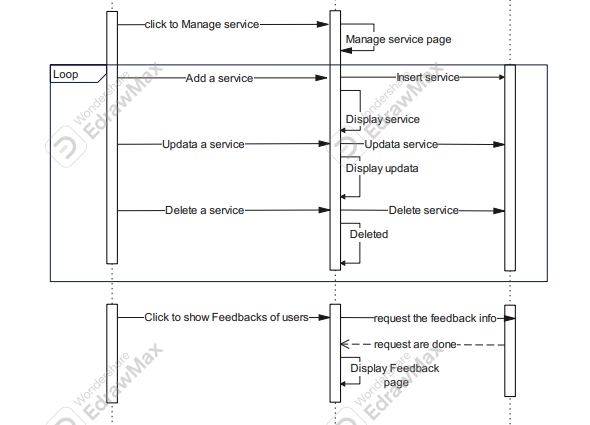 click to Manage service
Manage service page
Loop
Add a service
Insert service
Display service
Updata a service
Updata service
Display updata
Delete a service
Delete service
Deleted
Click to show Feedbacks of users
request the feedback info
request are done
Display Feedback
page
Wondershare
EdrawMax
Wondershare
EdrawMax
Wondershare
EdrawMax
Wondershare
EdrawMax